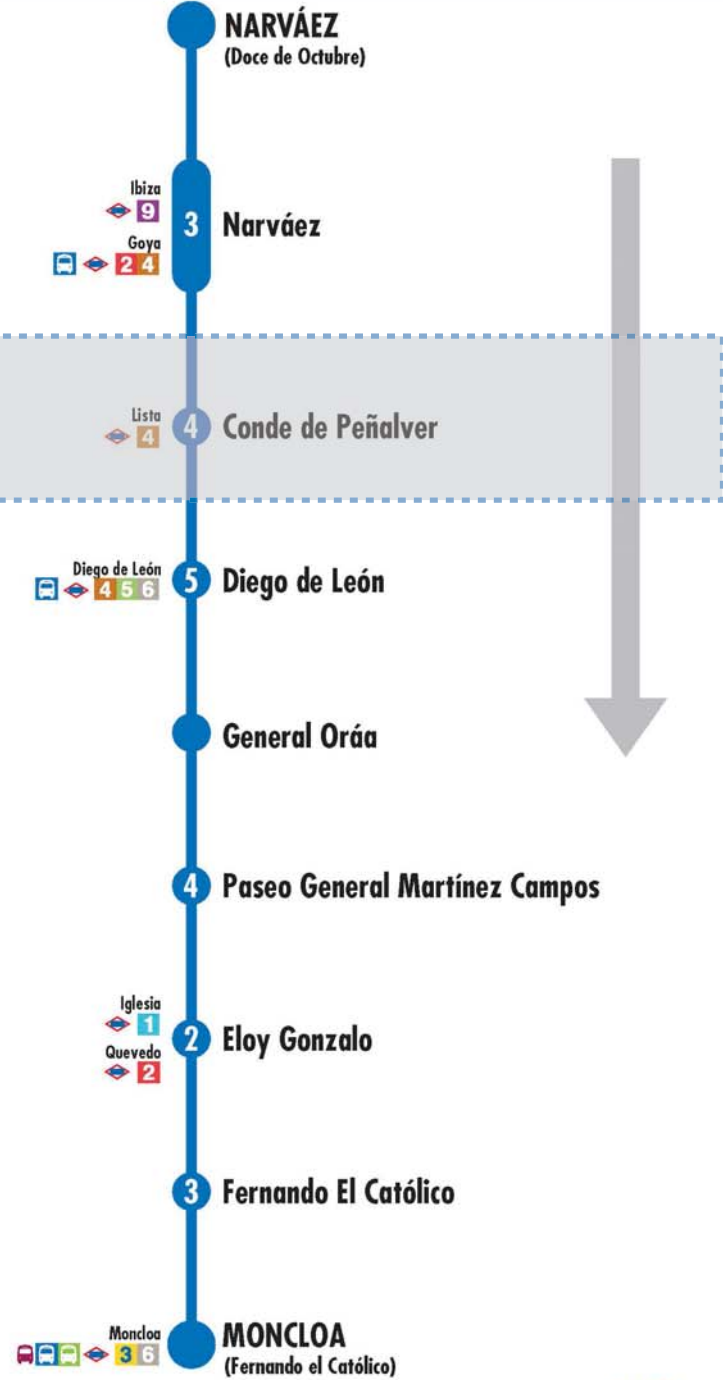 NARVÁEZ
(Doce de Octubre)
Ibiza
9
3 Narváez
Goya
2 4
Lista
4
4 Conde de Peñalver
Diego de León
4 5 6
5 Diego de León
General Oráa
4 Paseo General Martínez Campos
Iglesia
1
2 Eloy Gonzalo
Quevedo
2
3 Fernando El Católico
Moncloa
3 6
MONCLOA
(Fernando el Católico)